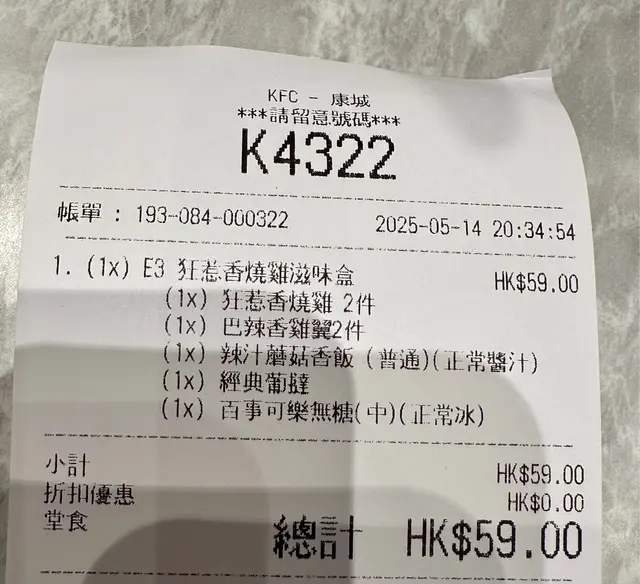 KFC - 康城
***請留意號碼***
K4322
帳單 : 193-084-000322 2025-05-14 20:34:54
1. (1x) E3 狂惹香燒雞滋味盒 HK$59.00
(1x) 狂惹香燒雞 2件
(1x) 巴辣香雞翼2件
(1x) 辣汁蘑菇香飯 (普通)(正常醬汁)
(1x) 經典葡撻
(1x) 百事可樂無糖(中)(正常冰)
小計 HK$59.00
折扣優惠 HK$0.00
堂食 總計 HK$59.00